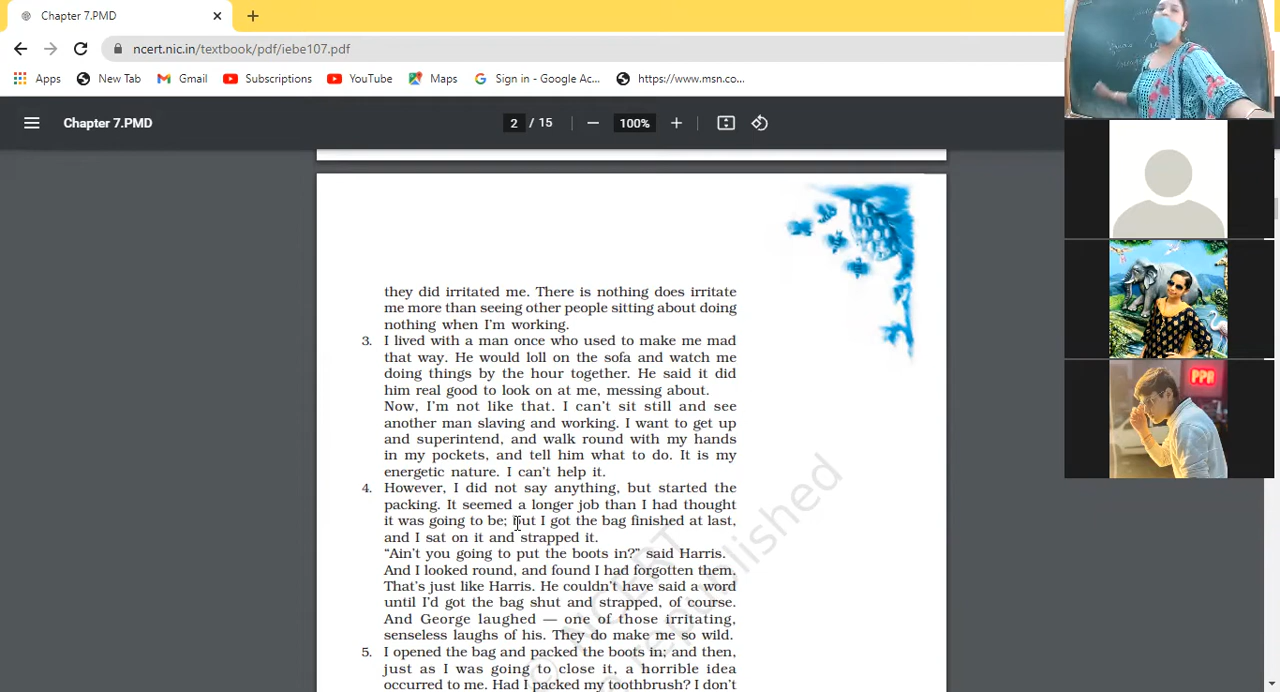 Chapter 7.PMD
ncert.nic.in/textbook/pdf/iebe107.pdf
Apps New Tab Gmail Subscriptions YouTube Maps Sign in - Google Ac... https://www.msn.co...
Chapter 7.PMD 2 / 15 100%
they did irritated me. There is nothing does irritate
me more than seeing other people sitting about doing
nothing when I'm working.
3. I lived with a man once who used to make me mad
that way. He would loll on the sofa and watch me
doing things by the hour together. He said it did
him real good to look on at me, messing about.
Now, I'm not like that. I can't sit still and see
another man slaving and working. I want to get up
and superintend, and walk round with my hands
in my pockets, and tell him what to do. It is my
energetic nature. I can't help it.
4. However, I did not say anything, but started the
packing. It seemed a longer job than I had thought
it was going to be; but I got the bag finished at last,
and I sat on it and strapped it.
“Ain't you going to put the boots in?” said Harris.
And I looked round, and found I had forgotten them.
That's just like Harris. He couldn't have said a word
until I'd got the bag shut and strapped, of course.
And George laughed — one of those irritating,
senseless laughs of his. They do make me so wild.
5. I opened the bag and packed the boots in; and then,
just as I was going to close it, a horrible idea
occurred to me. Had I packed my toothbrush? I don't
© NCERT
republished
PPA